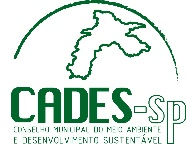 CADES-SP
CONSELHO MUNICIPAL DO MEIO AMBIENTE
E DESENVOLVIMENTO SUSTENTÁVEL